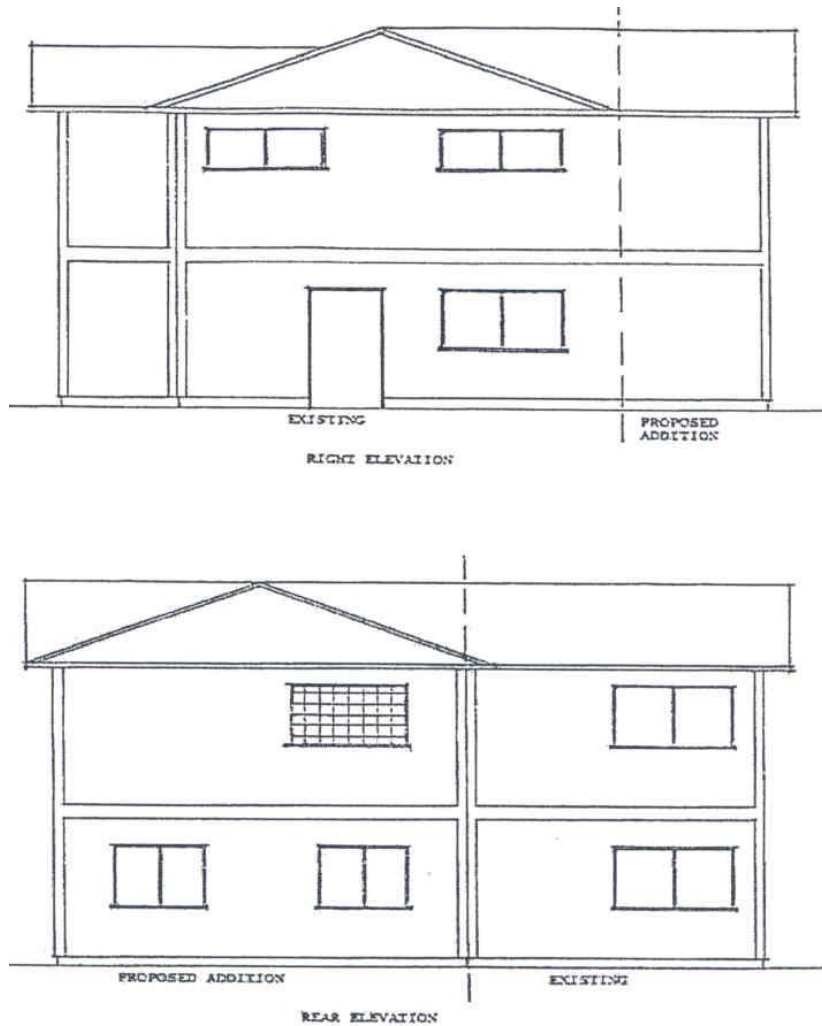 EXISTING
PROPOSED
ADDITION
RIGHT ELEVATION
PROPOSED ADDITION
EXISTING
REAR ELEVATION